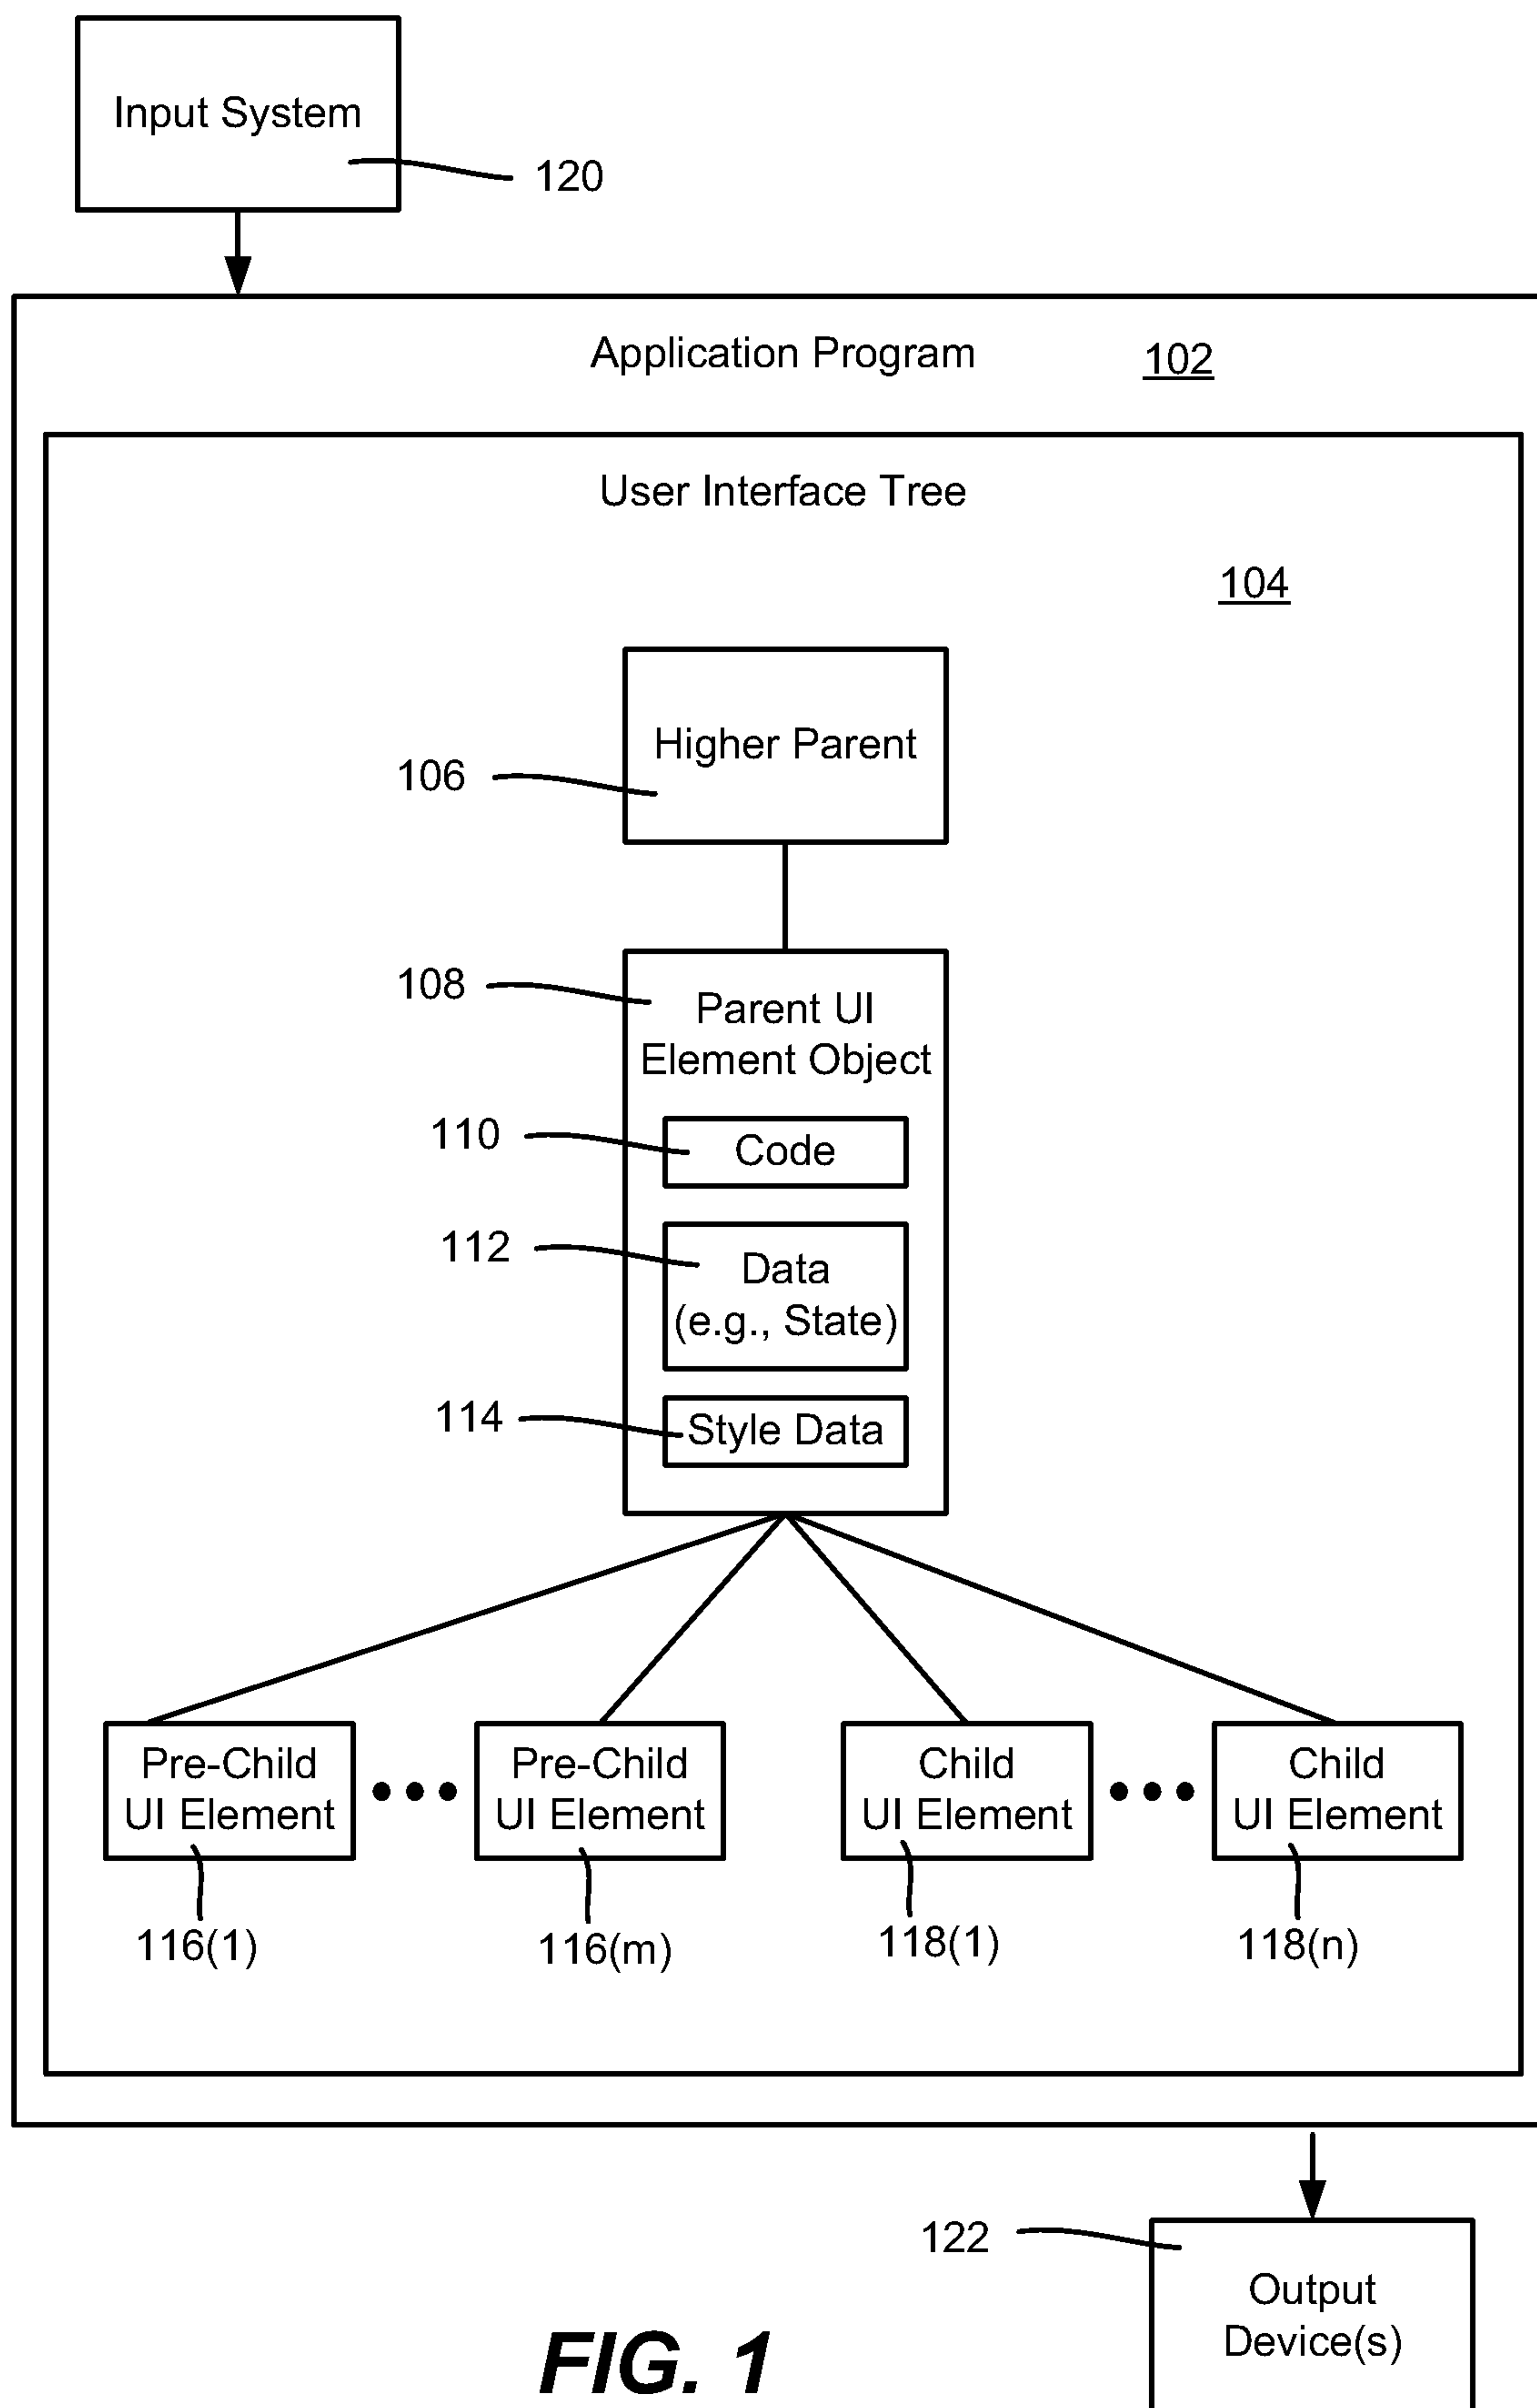 Input System
120
Application Program 102
User Interface Tree
104
Higher Parent
106
108
Parent UI
Element Object
110
Code
112
Data
(e.g., State)
114
Style Data
Pre-Child
UI Element
Pre-Child
UI Element
Child
UI Element
Child
UI Element
116(1)
116(m)
118(1)
118(n)
122
Output
Device(s)
FIG. 1